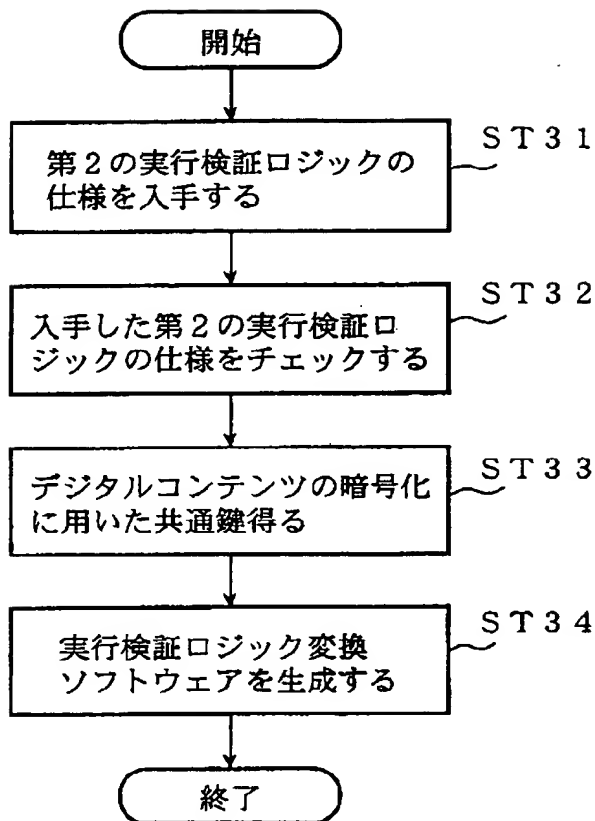 開始
ST31
第2の実行検証ロジックの
仕様を入手する
ST32
入手した第2の実行検証ロ
ジックの仕様をチェックする
ST33
デジタルコンテンツの暗号化
に用いた共通鍵得る
ST34
実行検証ロジック変換
ソフトウェアを生成する
終了